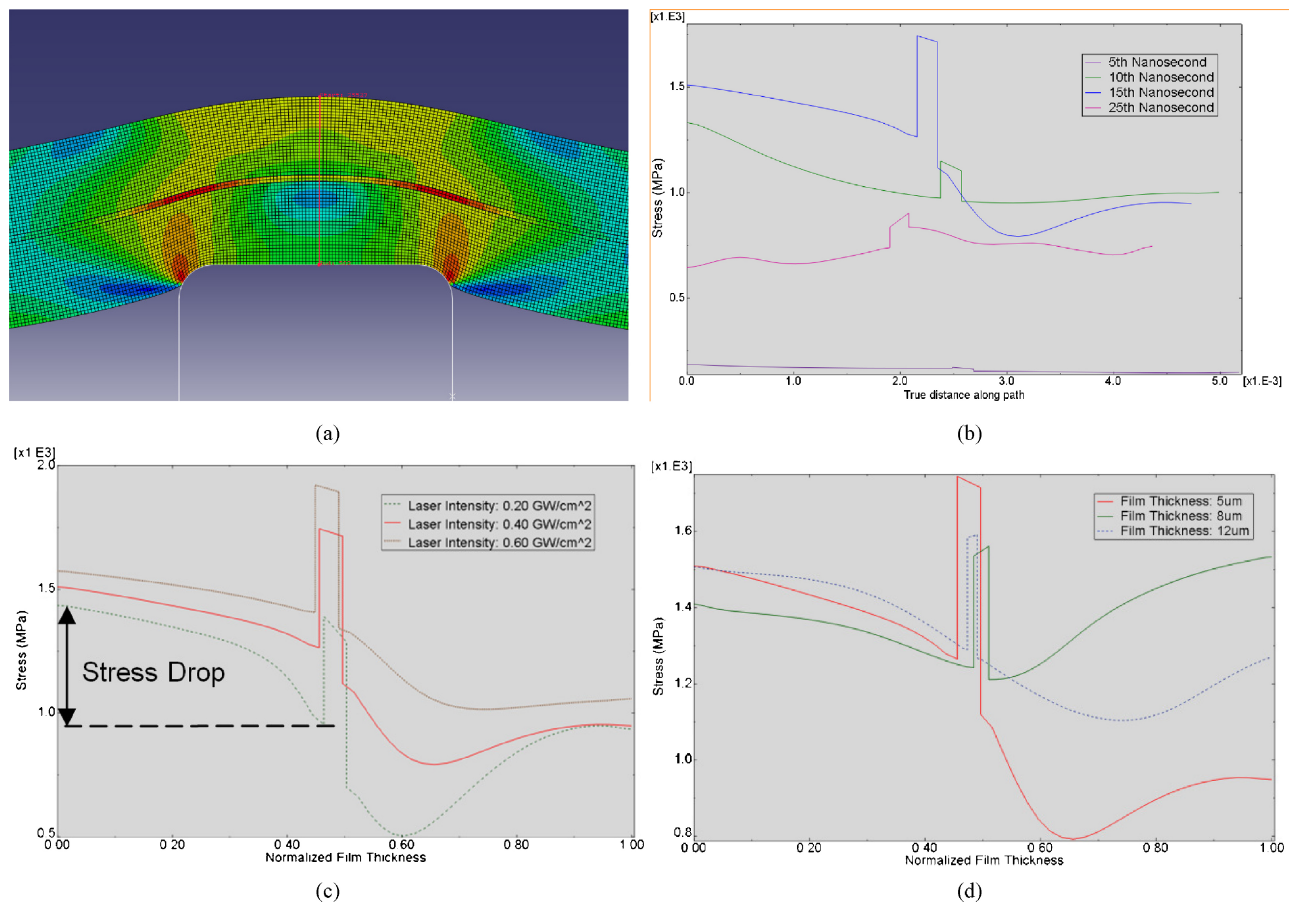 [x1.E3]
1.5
1.0
0.5
Stress (MPa)
5th Nanosecond
10th Nanosecond
15th Nanosecond
25th Nanosecond
0.0
1.0
2.0
3.0
4.0
5.0
[x1.E-3]
True distance along path
(a)
(b)
[x1 E3]
2.0
1.5
1.0
0.5
Stress (MPa)
Laser Intensity: 0.20 GW/cm^2
Laser Intensity: 0.40 GW/cm^2
Laser Intensity: 0.60 GW/cm^2
Stress Drop
0 00
0 20
0 40
0 60
0 80
1 00
Normalized Film Thickness
(c)
[x1.E3]
1.6
1.4
1.2
1.0
0.8
Stress (MPa)
Film Thickness: 5um
Film Thickness: 8um
Film Thickness: 12um
0 00
0 20
0 40
0 60
0 80
1 00
Normalized Film Thickness
(d)